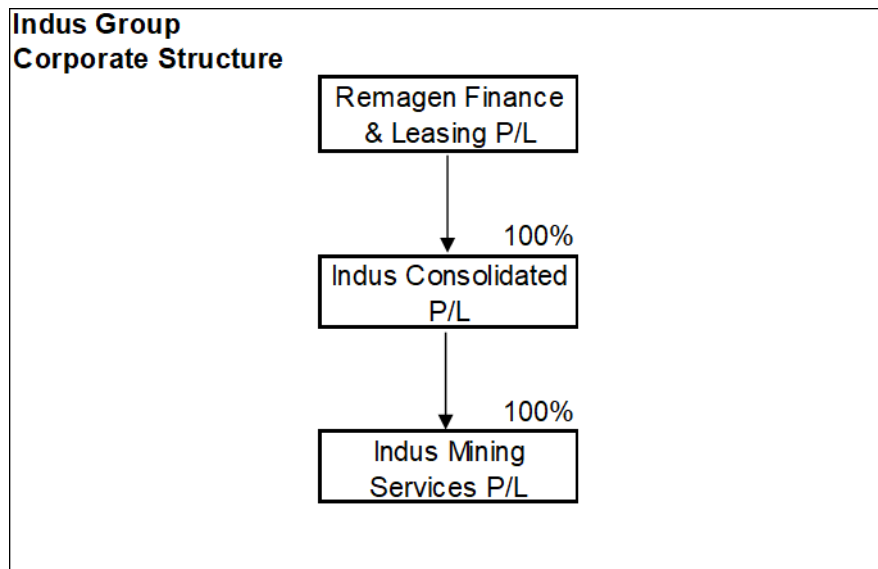 Indus Group
Corporate Structure
Remagen Finance
& Leasing P/L
100%
Indus Consolidated
P/L
100%
Indus Mining
Services P/L